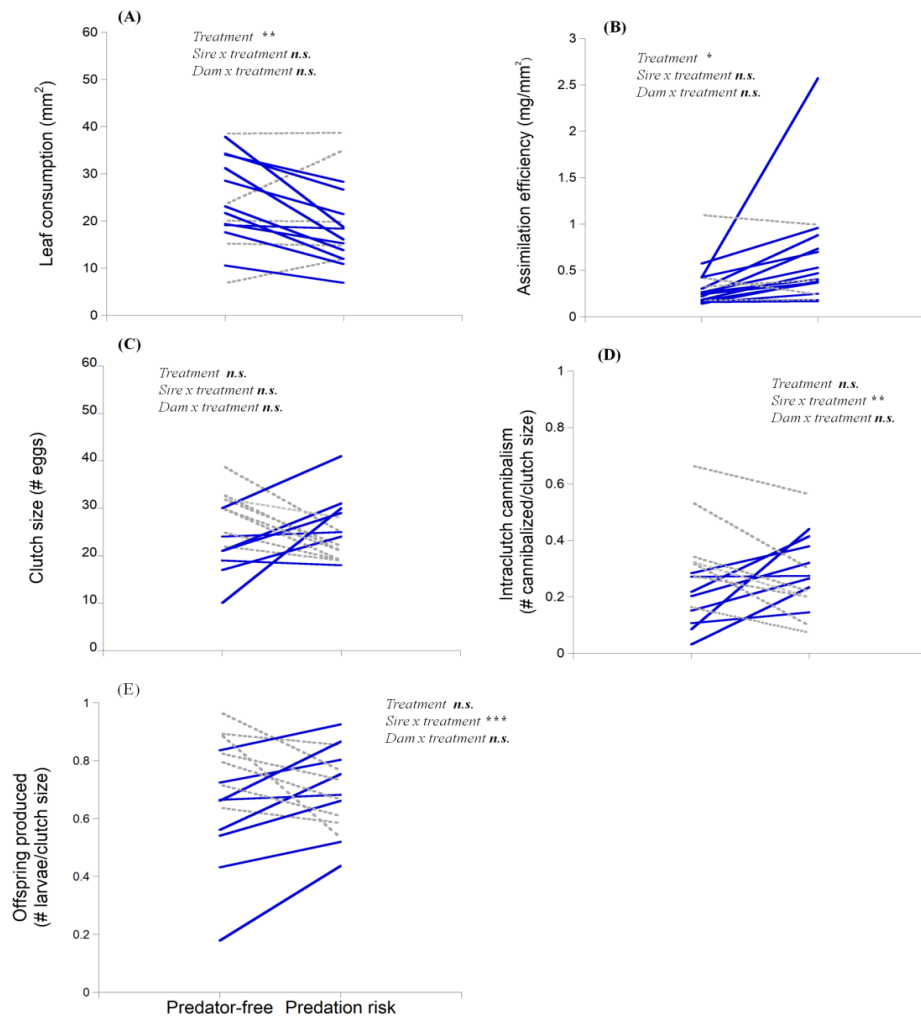 (A)
Treatment **
Sire x treatment n.s.
Dam x treatment n.s.
Leaf consumption (mm²)
60
50
40
30
20
10
0
(B)
Treatment *
Sire x treatment n.s.
Dam x treatment n.s.
Assimilation efficiency (mg/mm²)
3
2.5
2
1.5
1
0.5
0
(C)
Treatment n.s.
Sire x treatment n.s.
Dam x treatment n.s.
Clutch size (# eggs)
60
50
40
30
20
10
0
(D)
Treatment n.s.
Sire x treatment **
Dam x treatment n.s.
Intraclutch cannibalism
(# cannibalized/clutch size)
1
0.8
0.6
0.4
0.2
0
(E)
Treatment n.s.
Sire x treatment ***
Dam x treatment n.s.
Offspring produced
(# larvae/clutch size)
1
0.8
0.6
0.4
0.2
0
Predator-free Predation risk